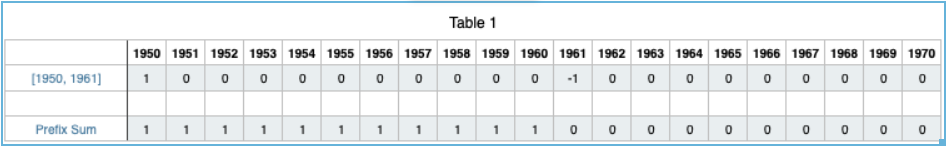 Table 1
1950 1951 1952 1953 1954 1955 1956 1957 1958 1959 1960 1961 1962 1963 1964 1965 1966 1967 1968 1969 1970
[1950, 1961] 1 0 0 0 0 0 0 0 0 0 0 -1 0 0 0 0 0 0 0 0 0
Prefix Sum 1 1 1 1 1 1 1 1 1 1 1 0 0 0 0 0 0 0 0 0 0